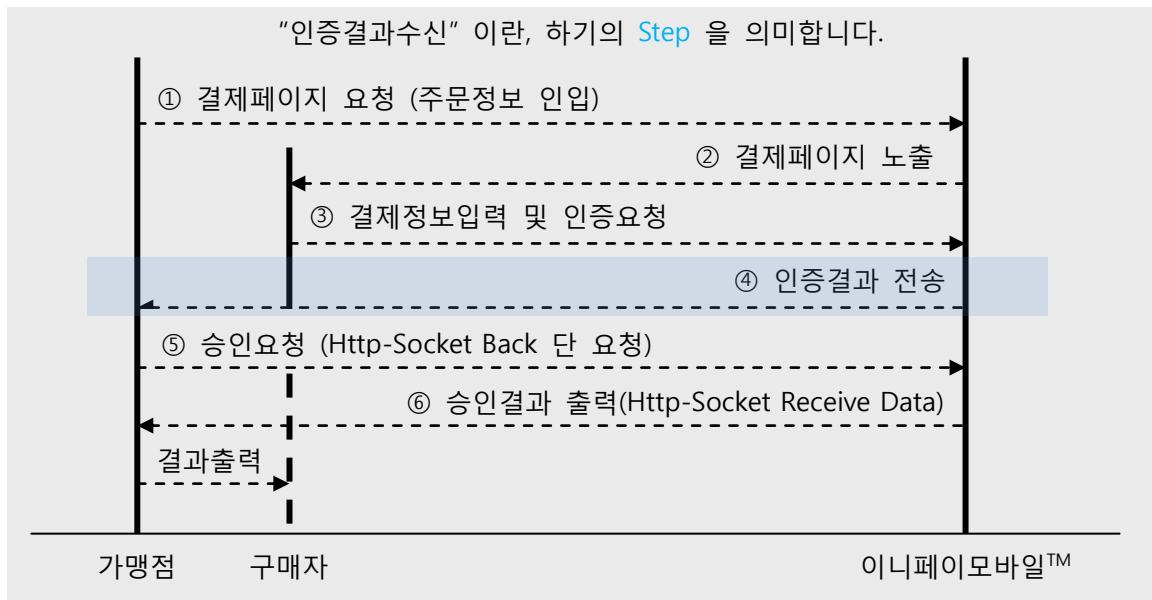 “인증결과수신” 이란, 하기의 Step 을 의미합니다.
① 결제페이지 요청 (주문정보 인입)
② 결제페이지 노출
③ 결제정보입력 및 인증요청
④ 인증결과 전송
⑤ 승인요청 (Http-Socket Back 단 요청)
⑥ 승인결과 출력(Http-Socket Receive Data)
결과출력
가맹점 구매자 이니페이모바일™